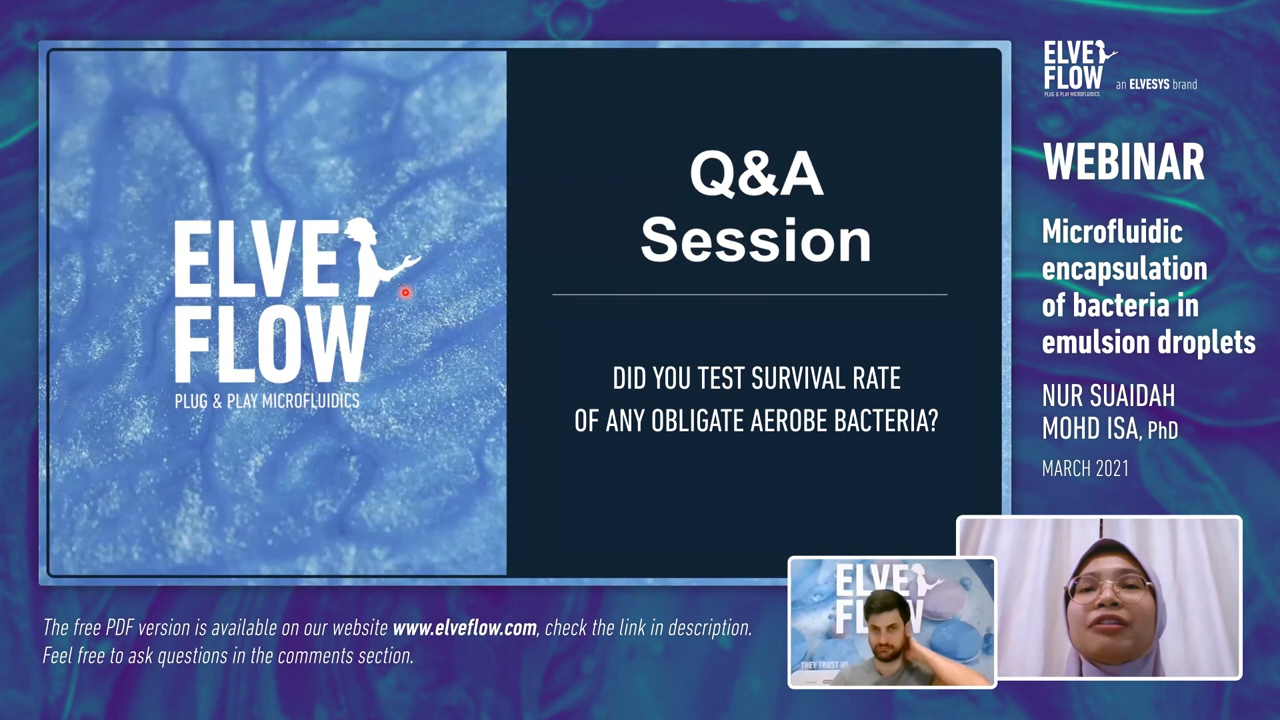 ELVE
FLOW
PLUG & PLAY MICROFLUIDICS
Q&A
Session
DID YOU TEST SURVIVAL RATE
OF ANY OBLIGATE AEROBE BACTERIA?
ELVE
FLOW
PLUG & PLAY MICROFLUIDICS
an ELVESYS brand
WEBINAR
Microfluidic
encapsulation
of bacteria in
emulsion droplets
NUR SUAIDAH
MOHD ISA, PhD
MARCH 2021
ELVE
FLOW
THEY TRUST US
The free PDF version is available on our website www.elveflow.com, check the link in description.
Feel free to ask questions in the comments section.